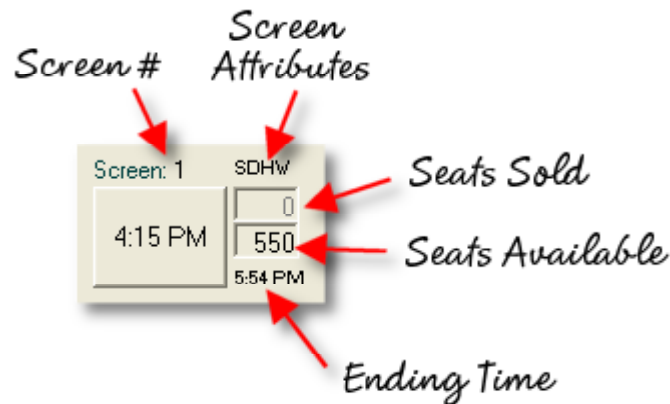 Screen #
Screen
Attributes
Screen: 1
SDHW
0
4:15 PM
550
5:54 PM
Seats Sold
Seats Available
Ending Time